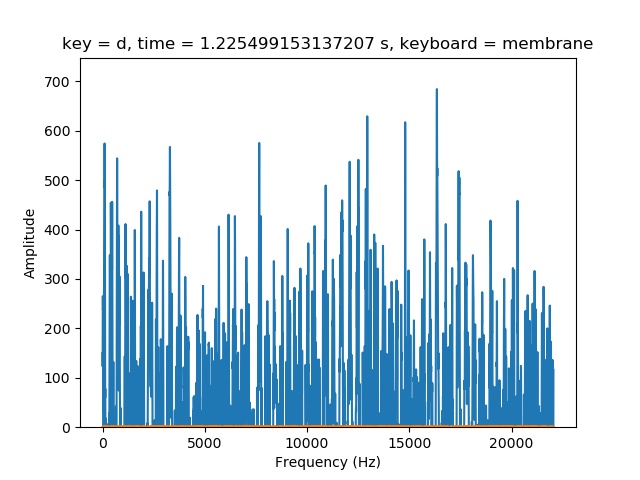 key = d, time = 1.225499153137207 s, keyboard = membrane
700
600
500
400
300
200
100
0
Amplitude
0 5000 10000 15000 20000
Frequency (Hz)